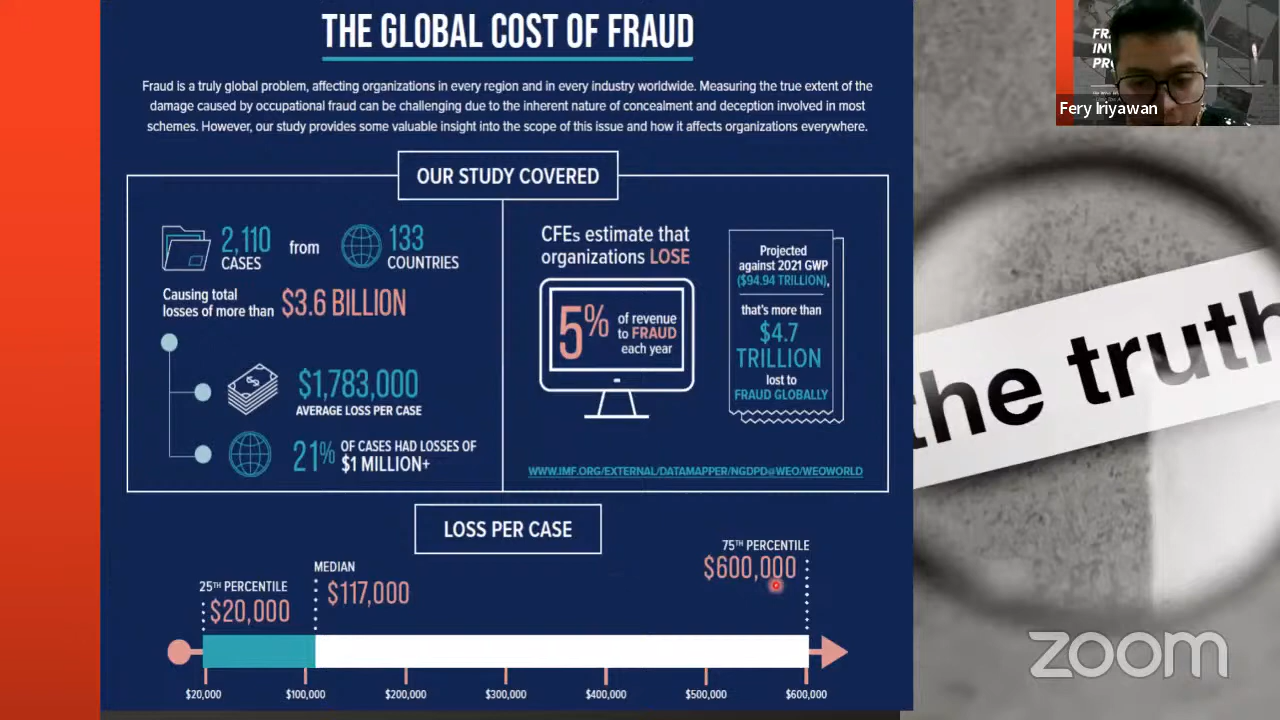 THE GLOBAL COST OF FRAUD
Fraud is a truly global problem, affecting organizations in every region and in every industry worldwide. Measuring the true extent of the
damage caused by occupational fraud can be challenging due to the inherent nature of concealment and deception involved in most
schemes. However, our study provides some valuable insight into the scope of this issue and how it affects organizations everywhere.
OUR STUDY COVERED
2,110
CASES
from
133
COUNTRIES
Causing total
losses of more than $3.6 BILLION
$1,783,000
AVERAGE LOSS PER CASE
21% OF CASES HAD LOSSES OF
$1 MILLION+
CFEs estimate that
organizations LOSE
5%
of revenue
to FRAUD
each year
Projected
against 2021 GWP
($94.94 TRILLION),
that's more than
$4.7
TRILLION
lost to
FRAUD GLOBALLY
WWW.IMF.ORG/EXTERNAL/DATAMAPPER/NGDPD@WEO/WEOWORLD
LOSS PER CASE
25TH PERCENTILE
$20,000
MEDIAN
$117,000
75TH PERCENTILE
$600,000
$20,000
$100,000
$200,000
$300,000
$400,000
$500,000
$600,000
Fery Iriyawan
the truth
zoom